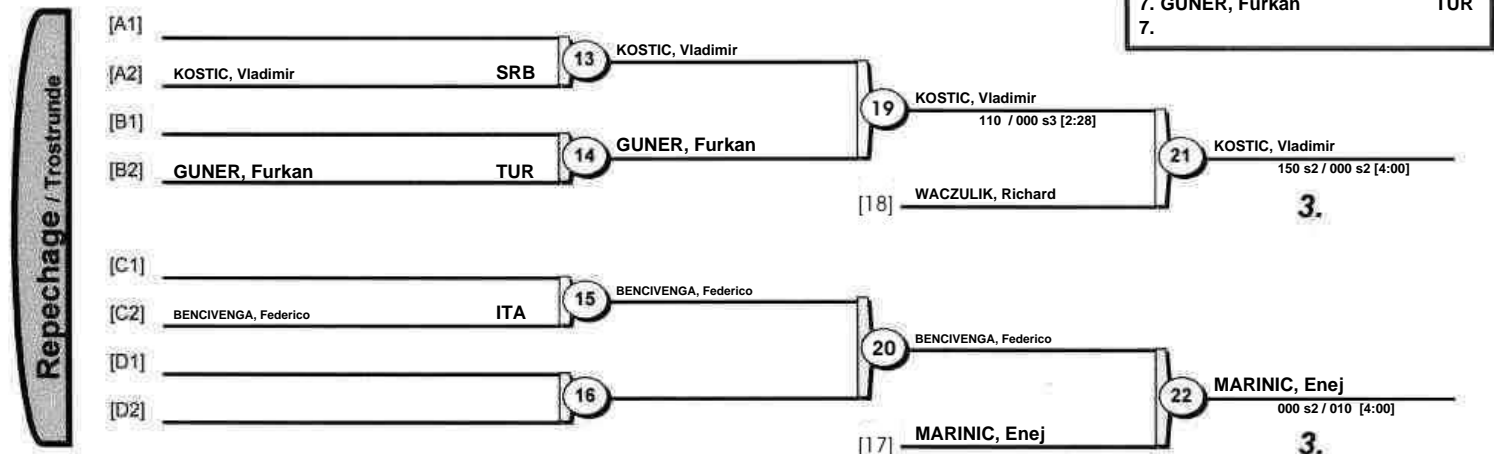 7. GUNER, Furkan TUR
7.
Repechage / Trostrunde
[A1]
[A2] KOSTIC, Vladimir SRB
13 KOSTIC, Vladimir
[B1]
[B2] GUNER, Furkan TUR
14 GUNER, Furkan
19 KOSTIC, Vladimir
110 / 000 s3 [2:28]
[18] WACZULIK, Richard
21 KOSTIC, Vladimir
150 s2 / 000 s2 [4:00]
3.
[C1]
[C2] BENCIVENGA, Federico ITA
15 BENCIVENGA, Federico
[D1]
[D2]
16
20 BENCIVENGA, Federico
[17] MARINIC, Enej
22 MARINIC, Enej
000 s2 / 010 [4:00]
3.